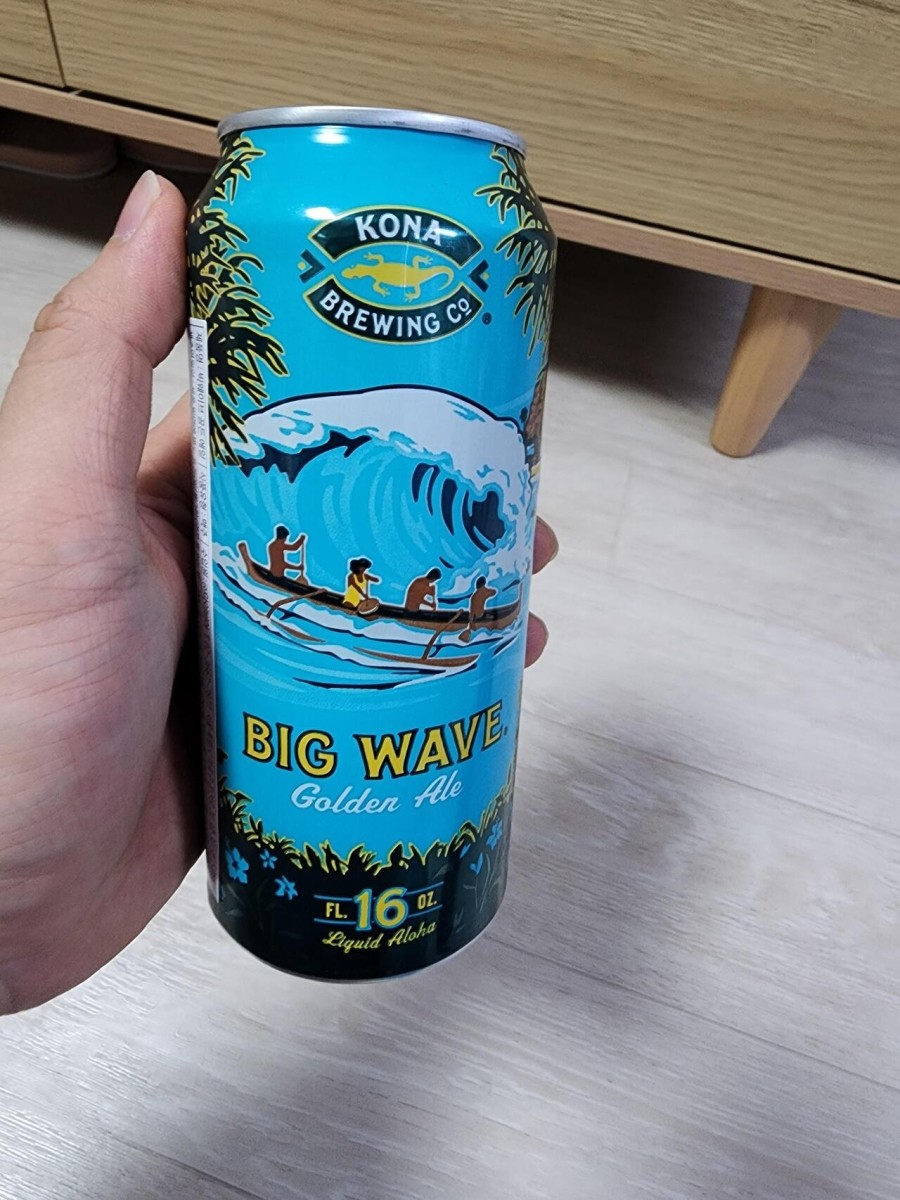 KONA
BREWING Co
®
BIG WAVE.
Golden Ale
FL. 16 OZ.
Liquid Aloha